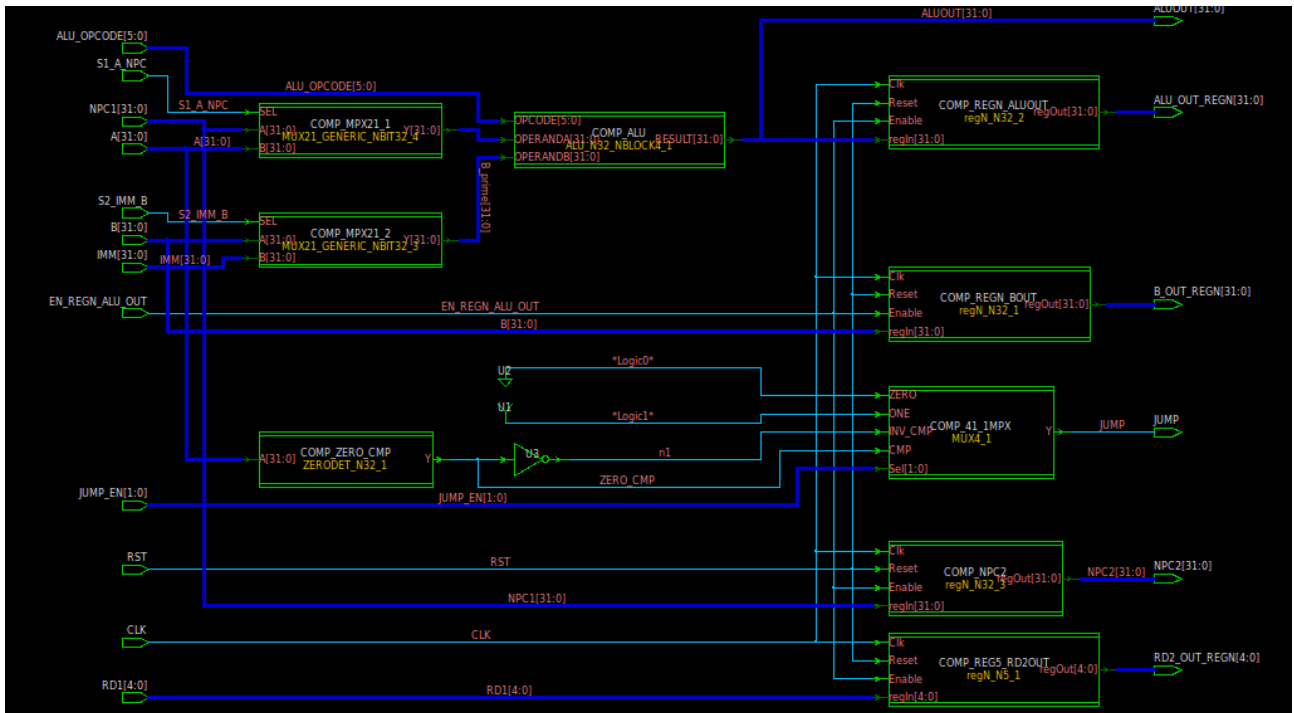 ALUOUT[31:0]
ALUOUT[31:0]
ALU_OPCODE[5:0]
S1_A_NPC
ALU_OPCODE[5:0]
NPC1[31:0]
S1_A_NPC
A[31:0]
A[31:0]
SEL
A[31:0]
B[31:0]
COMP_MPX21_1
MUX21_GENERIC_NBIT32_4
Y[31:0]
OPCODE[5:0]
OPERANDA[31:0]
OPERANDB[31:0]
COMP_ALU
ALU_N32_NBLOCK4_1
RESULT[31:0]
Clk
Reset
Enable
regIn[31:0]
COMP_REGN_ALUOUT
regN_N32_2
regOut[31:0]
ALU_OUT_REGN[31:0]
B_prime[31:0]
S2_IMM_B
S2_IMM_B
B[31:0]
IMM[31:0]
IMM[31:0]
SEL
A[31:0]
B[31:0]
COMP_MPX21_2
MUX21_GENERIC_NBIT32_3
Y[31:0]
EN_REGN_ALU_OUT
EN_REGN_ALU_OUT
B[31:0]
Clk
Reset
Enable
regIn[31:0]
COMP_REGN_BOUT
regN_N32_1
regOut[31:0]
B_OUT_REGN[31:0]
U2
*Logic0*
U1
*Logic1*
ZERO
ONE
INV_CMP
CMP
Sel[1:0]
COMP_41_1MPX
MUX4_1
Y
JUMP
JUMP
A[31:0]
COMP_ZERO_CMP
ZERODET_N32_1
Y
U3
n1
ZERO_CMP
JUMP_EN[1:0]
JUMP_EN[1:0]
RST
RST
NPC1[31:0]
Clk
Reset
Enable
regIn[31:0]
COMP_NPC2
regN_N32_3
regOut[31:0]
NPC2[31:0]
NPC2[31:0]
CLK
CLK
RD1[4:0]
RD1[4:0]
Clk
Reset
Enable
regIn[4:0]
COMP_REG5_RD2OUT
regN_N5_1
regOut[4:0]
RD2_OUT_REGN[4:0]